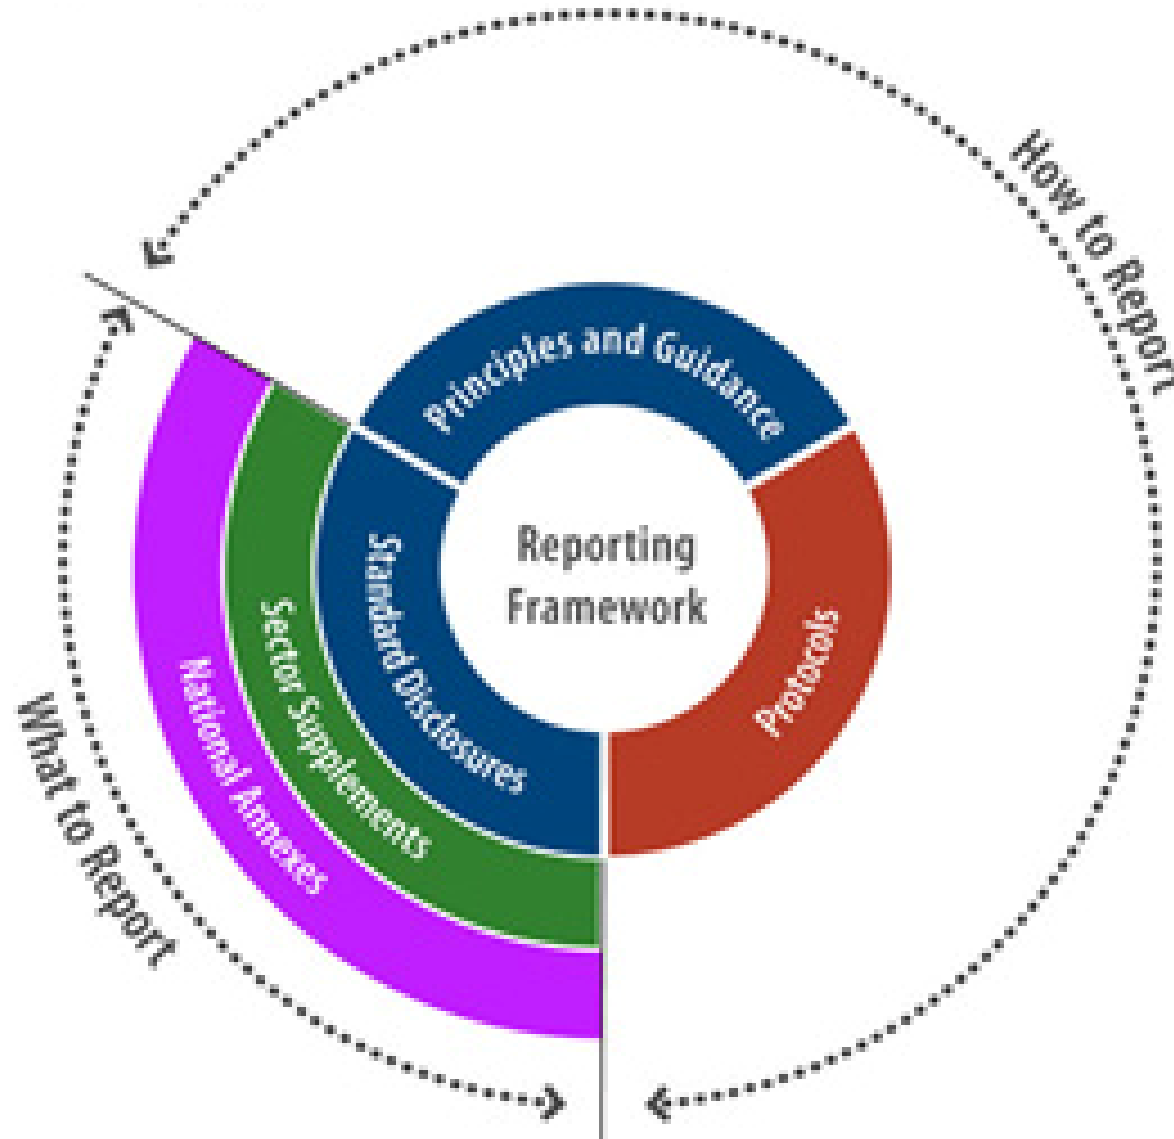 How to Report
Principles and Guidance
Reporting
Framework
Standard Disclosures
Sector Supplements
National Annexes
Protocols
What to Report